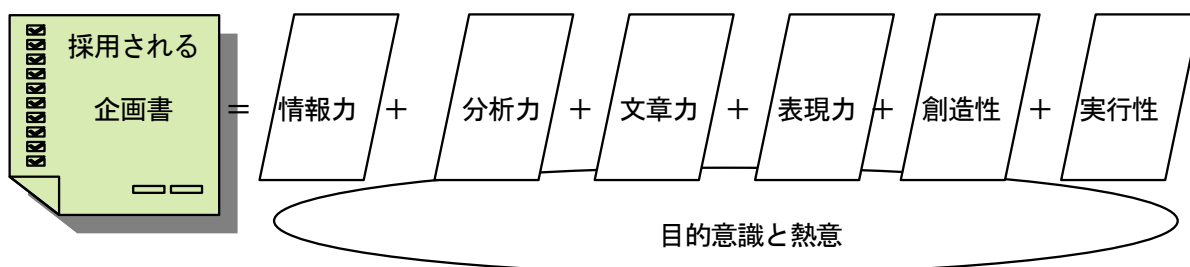 採用される
企画書
= 情報力 + 分析力 + 文章力 + 表現力 + 創造性 + 実行性
目的意識と熱意